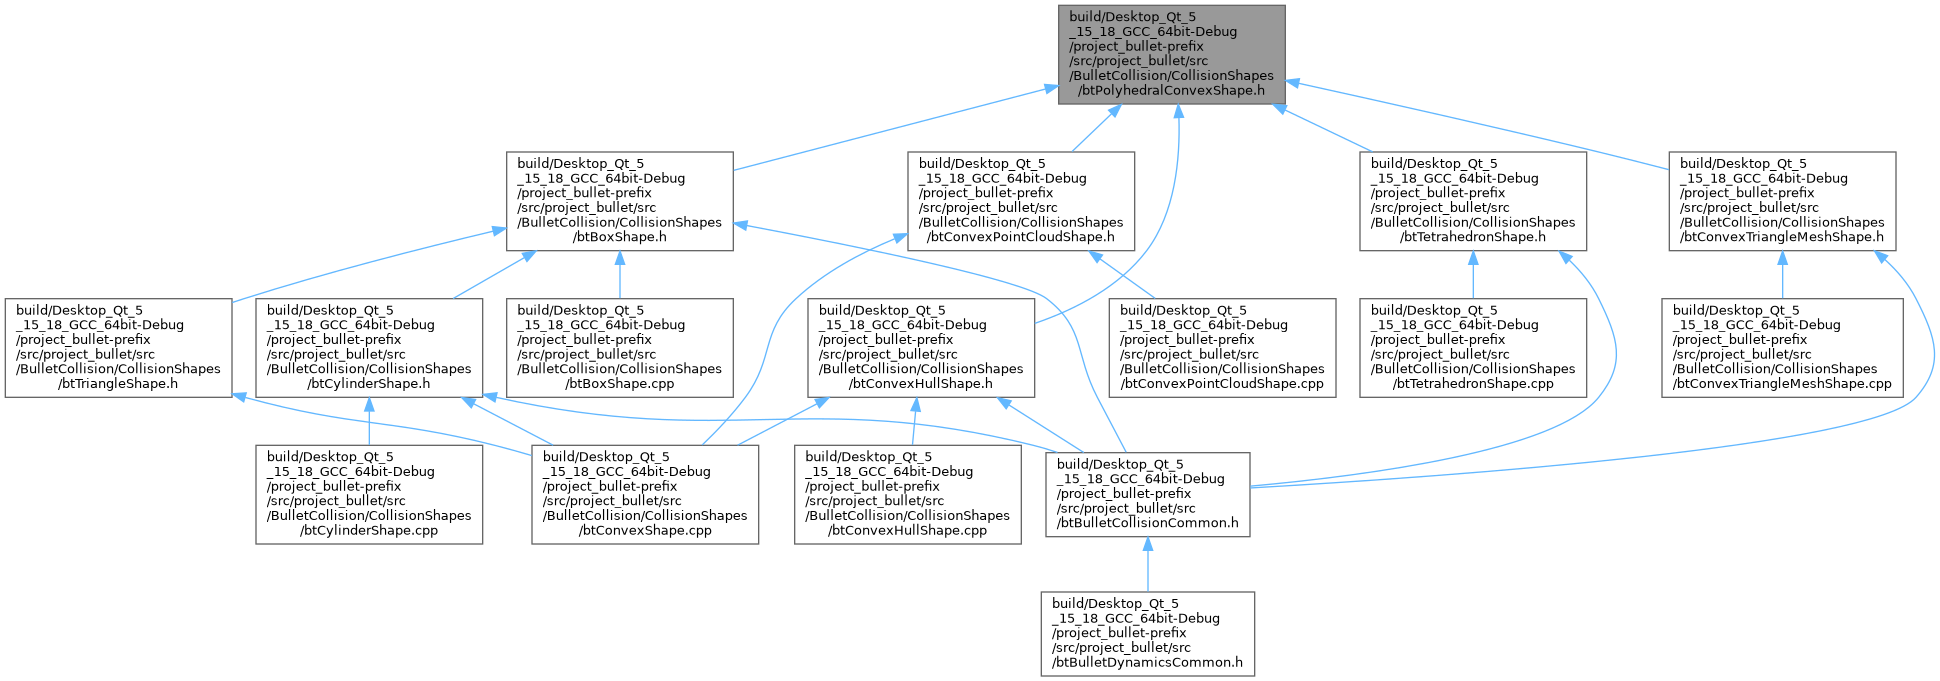 build/Desktop_Qt_5
_15_18_GCC_64bit-Debug
/project_bullet-prefix
/src/project_bullet/src
/BulletCollision/CollisionShapes
/btPolyhedralConvexShape.h
build/Desktop_Qt_5
_15_18_GCC_64bit-Debug
/project_bullet-prefix
/src/project_bullet/src
/BulletCollision/CollisionShapes
/btBoxShape.h
build/Desktop_Qt_5
_15_18_GCC_64bit-Debug
/project_bullet-prefix
/src/project_bullet/src
/BulletCollision/CollisionShapes
/btConvexPointCloudShape.h
build/Desktop_Qt_5
_15_18_GCC_64bit-Debug
/project_bullet-prefix
/src/project_bullet/src
/BulletCollision/CollisionShapes
/btTetrahedronShape.h
build/Desktop_Qt_5
_15_18_GCC_64bit-Debug
/project_bullet-prefix
/src/project_bullet/src
/BulletCollision/CollisionShapes
/btConvexTriangleMeshShape.h
build/Desktop_Qt_5
_15_18_GCC_64bit-Debug
/project_bullet-prefix
/src/project_bullet/src
/BulletCollision/CollisionShapes
/btTriangleShape.h
build/Desktop_Qt_5
_15_18_GCC_64bit-Debug
/project_bullet-prefix
/src/project_bullet/src
/BulletCollision/CollisionShapes
/btCylinderShape.h
build/Desktop_Qt_5
_15_18_GCC_64bit-Debug
/project_bullet-prefix
/src/project_bullet/src
/BulletCollision/CollisionShapes
/btBoxShape.cpp
build/Desktop_Qt_5
_15_18_GCC_64bit-Debug
/project_bullet-prefix
/src/project_bullet/src
/BulletCollision/CollisionShapes
/btConvexHullShape.h
build/Desktop_Qt_5
_15_18_GCC_64bit-Debug
/project_bullet-prefix
/src/project_bullet/src
/BulletCollision/CollisionShapes
/btConvexPointCloudShape.cpp
build/Desktop_Qt_5
_15_18_GCC_64bit-Debug
/project_bullet-prefix
/src/project_bullet/src
/BulletCollision/CollisionShapes
/btTetrahedronShape.cpp
build/Desktop_Qt_5
_15_18_GCC_64bit-Debug
/project_bullet-prefix
/src/project_bullet/src
/BulletCollision/CollisionShapes
/btConvexTriangleMeshShape.cpp
build/Desktop_Qt_5
_15_18_GCC_64bit-Debug
/project_bullet-prefix
/src/project_bullet/src
/BulletCollision/CollisionShapes
/btCylinderShape.cpp
build/Desktop_Qt_5
_15_18_GCC_64bit-Debug
/project_bullet-prefix
/src/project_bullet/src
/BulletCollision/CollisionShapes
/btConvexShape.cpp
build/Desktop_Qt_5
_15_18_GCC_64bit-Debug
/project_bullet-prefix
/src/project_bullet/src
/BulletCollision/CollisionShapes
/btConvexHullShape.cpp
build/Desktop_Qt_5
_15_18_GCC_64bit-Debug
/project_bullet-prefix
/src/project_bullet/src
/btBulletCollisionCommon.h
build/Desktop_Qt_5
_15_18_GCC_64bit-Debug
/project_bullet-prefix
/src/project_bullet/src
/btBulletDynamicsCommon.h